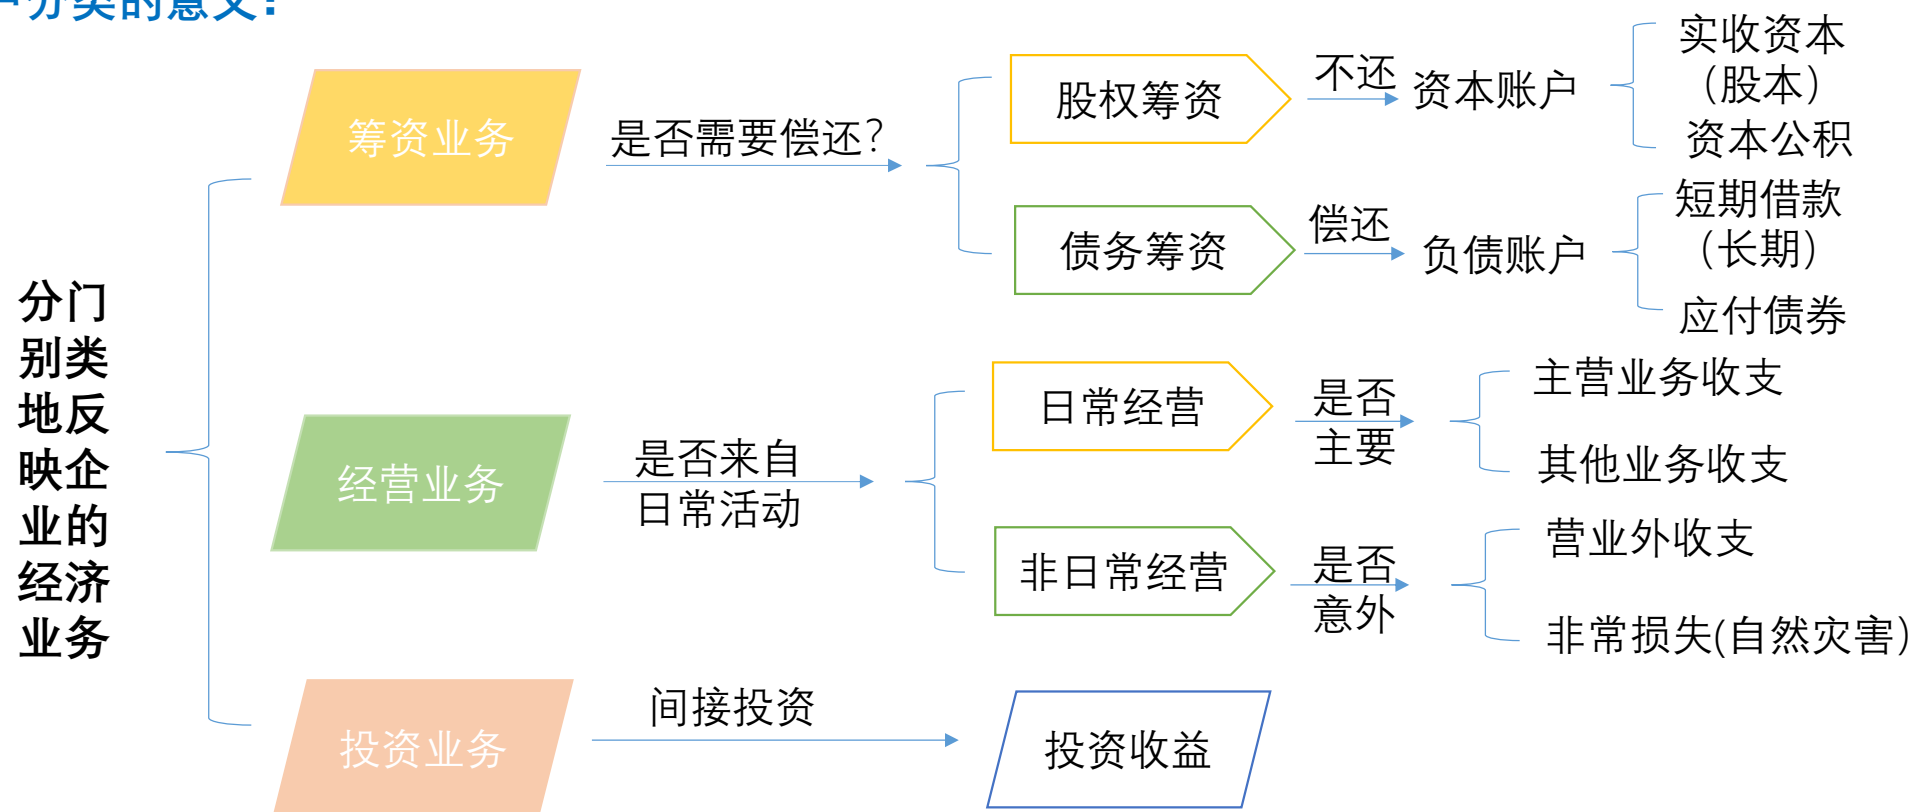 分类的意义?
分门
别类
地反
映企
业的
经济
业务
筹资业务
是否需要偿还?
股权筹资
不还
资本账户
实收资本
（股本）
资本公积
债务筹资
偿还
负债账户
短期借款
（长期）
应付债券
经营业务
是否来自
日常活动
日常经营
是否
主要
主营业务收支
其他业务收支
非日常经营
是否
意外
营业外收支
非常损失(自然灾害）
投资业务
间接投资
投资收益